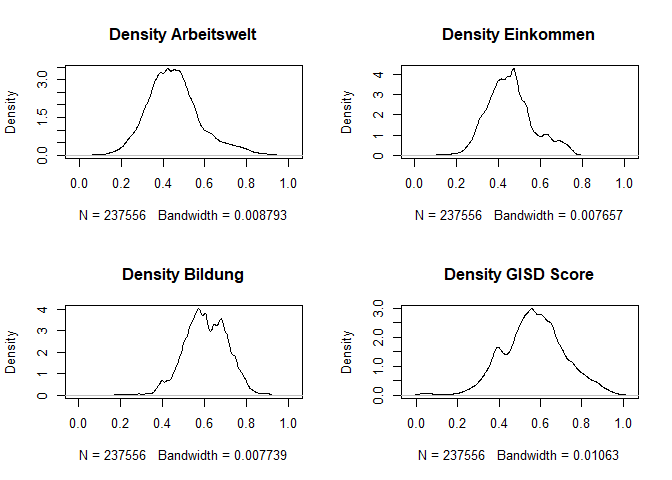 Density Arbeitswelt
Density
0.0 1.5 3.0
0.0 0.2 0.4 0.6 0.8 1.0
N = 237556 Bandwidth = 0.008793
Density Einkommen
Density
0 1 2 3 4
0.0 0.2 0.4 0.6 0.8 1.0
N = 237556 Bandwidth = 0.007657
Density Bildung
Density
0 1 2 3 4
0.0 0.2 0.4 0.6 0.8 1.0
N = 237556 Bandwidth = 0.007739
Density GISD Score
Density
0.0 1.0 2.0 3.0
0.0 0.2 0.4 0.6 0.8 1.0
N = 237556 Bandwidth = 0.01063